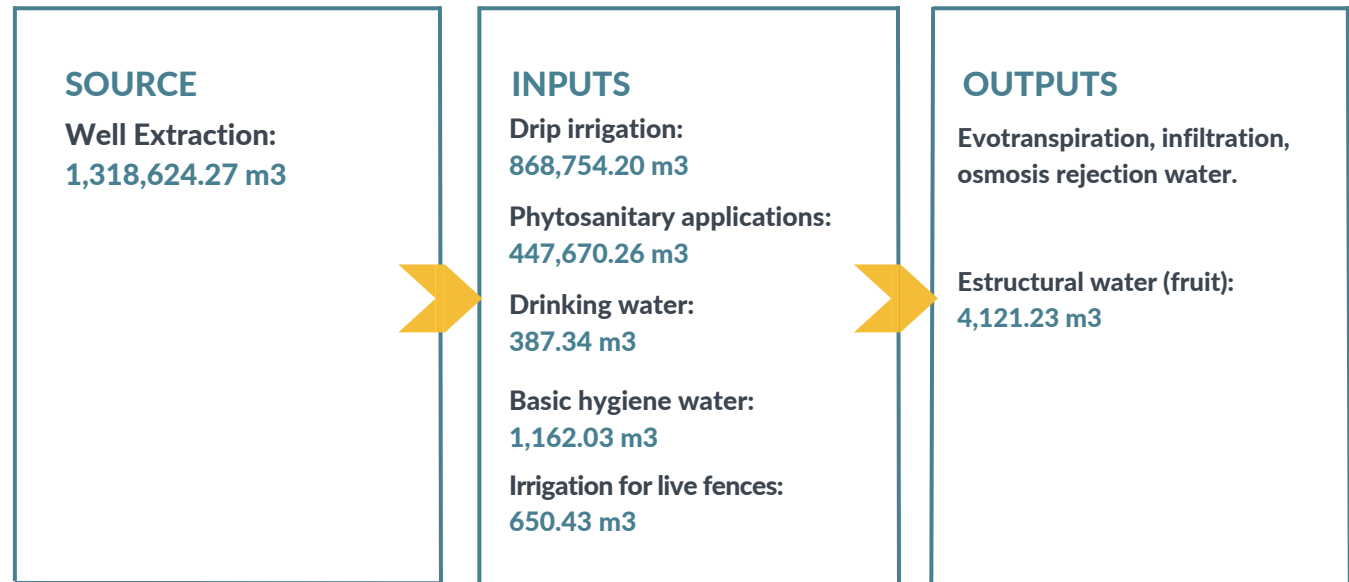 SOURCE
Well Extraction:
1,318,624.27 m3
INPUTS
Drip irrigation:
868,754.20 m3
Phytosanitary applications:
447,670.26 m3
Drinking water:
387.34 m3
Basic hygiene water:
1,162.03 m3
Irrigation for live fences:
650.43 m3
OUTPUTS
Evotranspiration, infiltration,
osmosis rejection water.
Estructural water (fruit):
4,121.23 m3